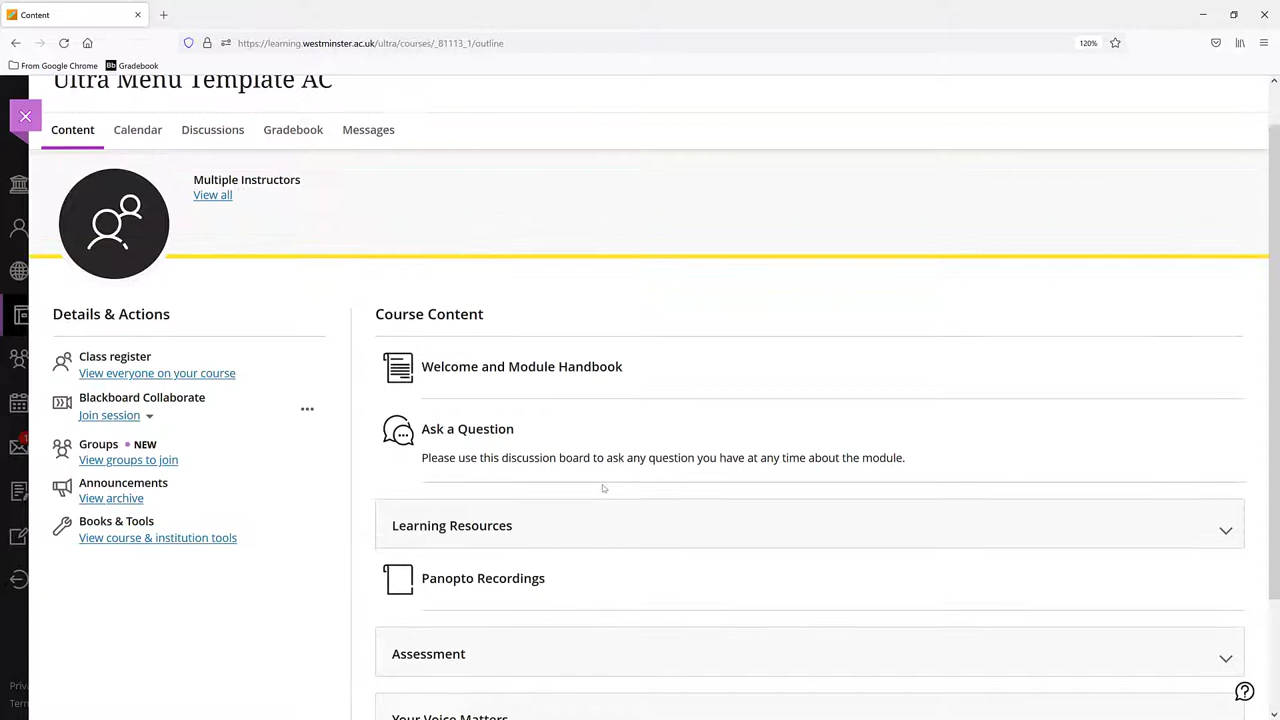 Content
https://learning.westminster.ac.uk/ultra/courses/_81113_1/outline
120%
From Google Chrome
Bb Gradebook
Ultra Menu Template AC
Content
Calendar
Discussions
Gradebook
Messages
Multiple Instructors
View all
Details & Actions
Class register
View everyone on your course
Blackboard Collaborate
Join session
Groups • NEW
View groups to join
Announcements
View archive
Books & Tools
View course & institution tools
Course Content
Welcome and Module Handbook
Ask a Question
Please use this discussion board to ask any question you have at any time about the module.
Learning Resources
Panopto Recordings
Assessment
Your Voice Matters
1